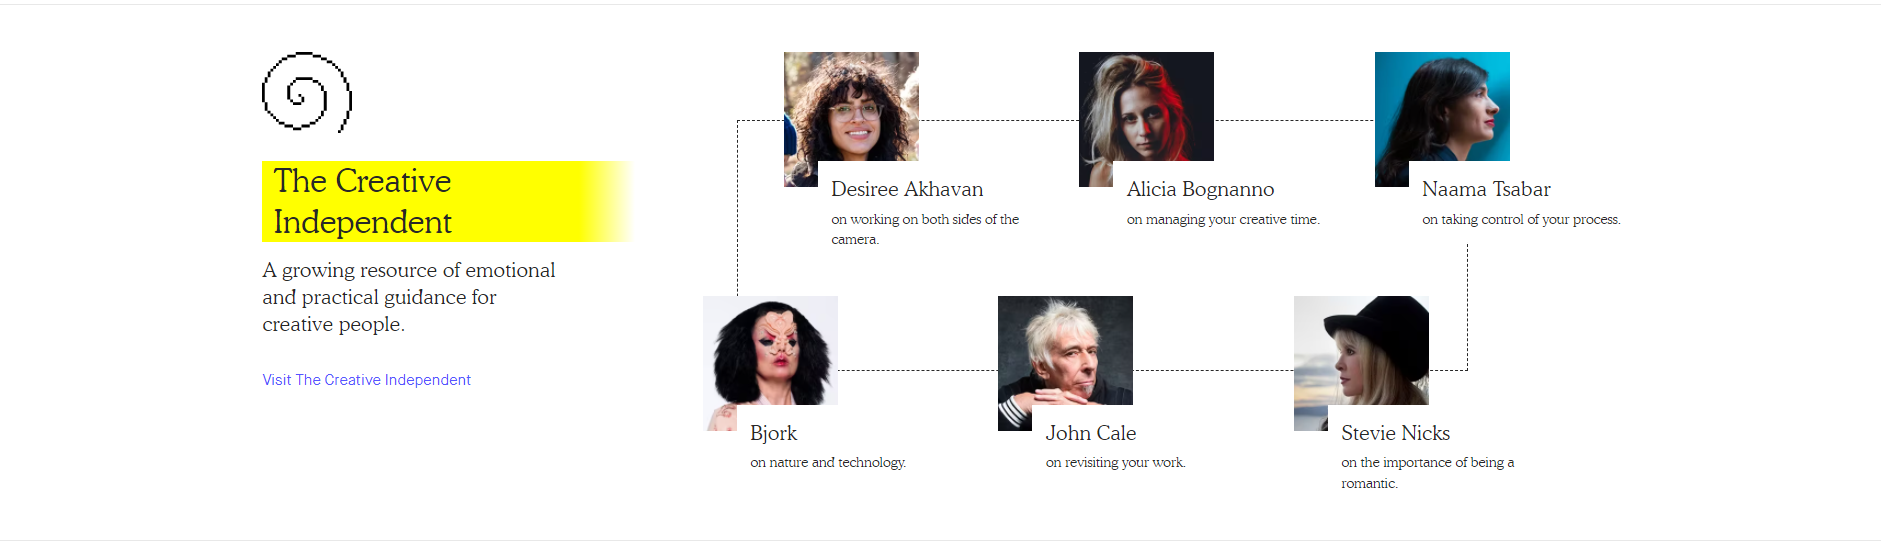 The Creative
Independent
A growing resource of emotional
and practical guidance for
creative people.
Visit The Creative Independent
Desiree Akhavan
on working on both sides of the
camera.
Alicia Bognanno
on managing your creative time.
Naama Tsabar
on taking control of your process.
Bjork
on nature and technology.
John Cale
on revisiting your work.
Stevie Nicks
on the importance of being a
romantic.